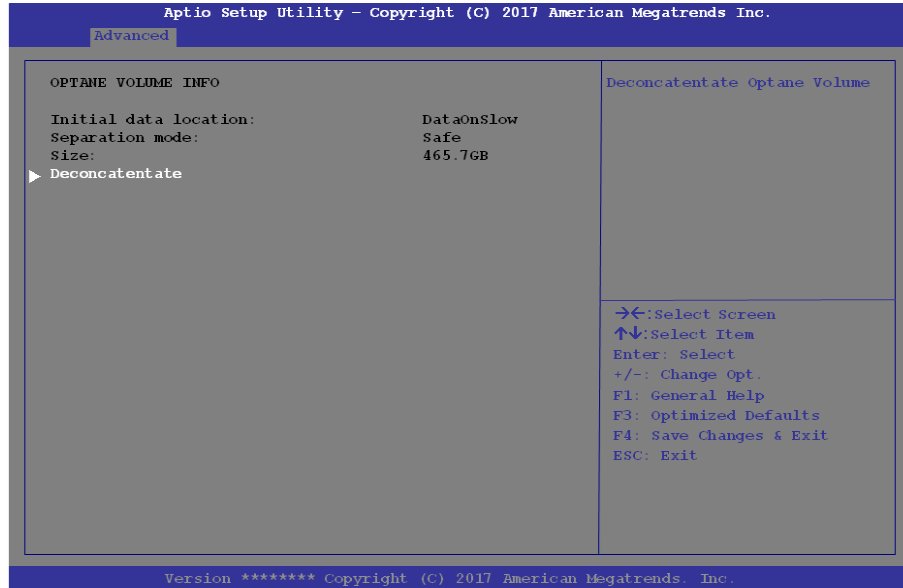 Aptio Setup Utility – Copyright (C) 2017 American Megatrends Inc.
Advanced
OPTANE VOLUME INFO
Initial data location: DataOnSlow
Separation mode: Safe
Size: 465.7GB
Deconcatentate
Deconcatentate Optane Volume
→←:Select Screen
↑↓:Select Item
Enter: Select
+/-: Change Opt.
F1: General Help
F3: Optimized Defaults
F4: Save Changes & Exit
ESC: Exit
Version ******** Copyright (C) 2017 American Megatrends. Inc.